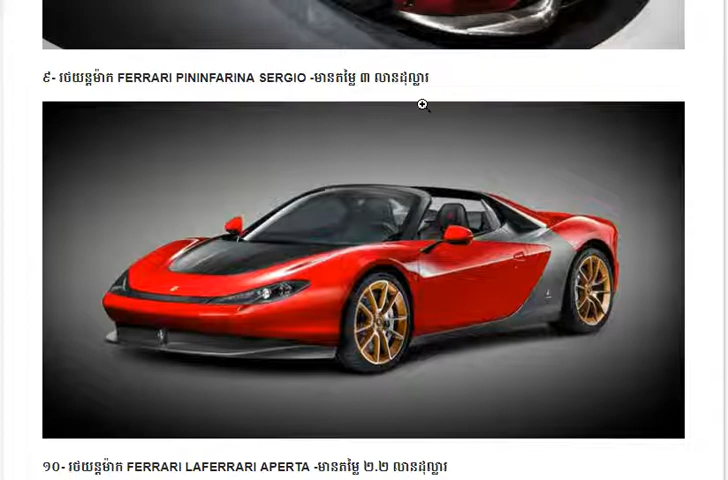 ៩- រថយន្តម៉ាក FERRARI PININFARINA SERGIO -មានតម្លៃ ៣ លានដុល្លារ
១០- រថយន្តម៉ាក FERRARI LAFERRARI APERTA -មានតម្លៃ ២.២ លានដុល្លារ